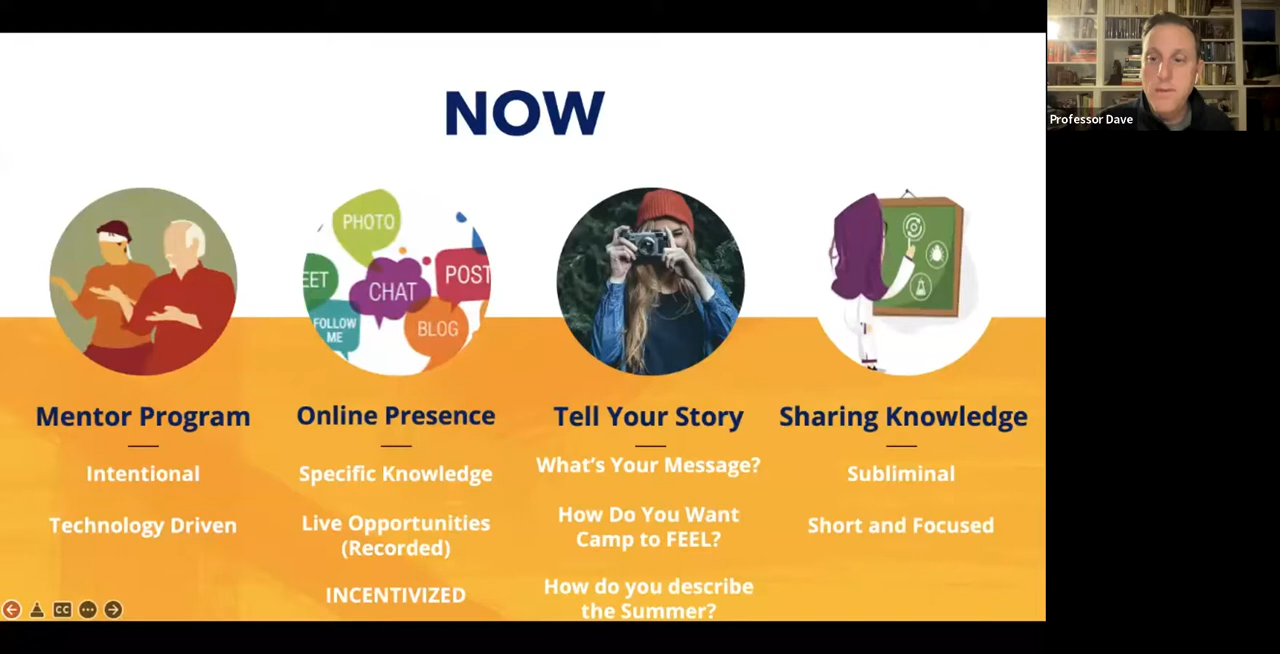 NOW
Professor Dave
PHOTO
EET
CHAT
POST
FOLLOW
ME
BLOG
Mentor Program
Intentional
Technology Driven
Online Presence
Specific Knowledge
Live Opportunities
(Recorded)
INCENTIVIZED
Tell Your Story
What's Your Message?
How Do You Want
Camp to FEEL?
How do you describe
the Summer?
Sharing Knowledge
Subliminal
Short and Focused
CC